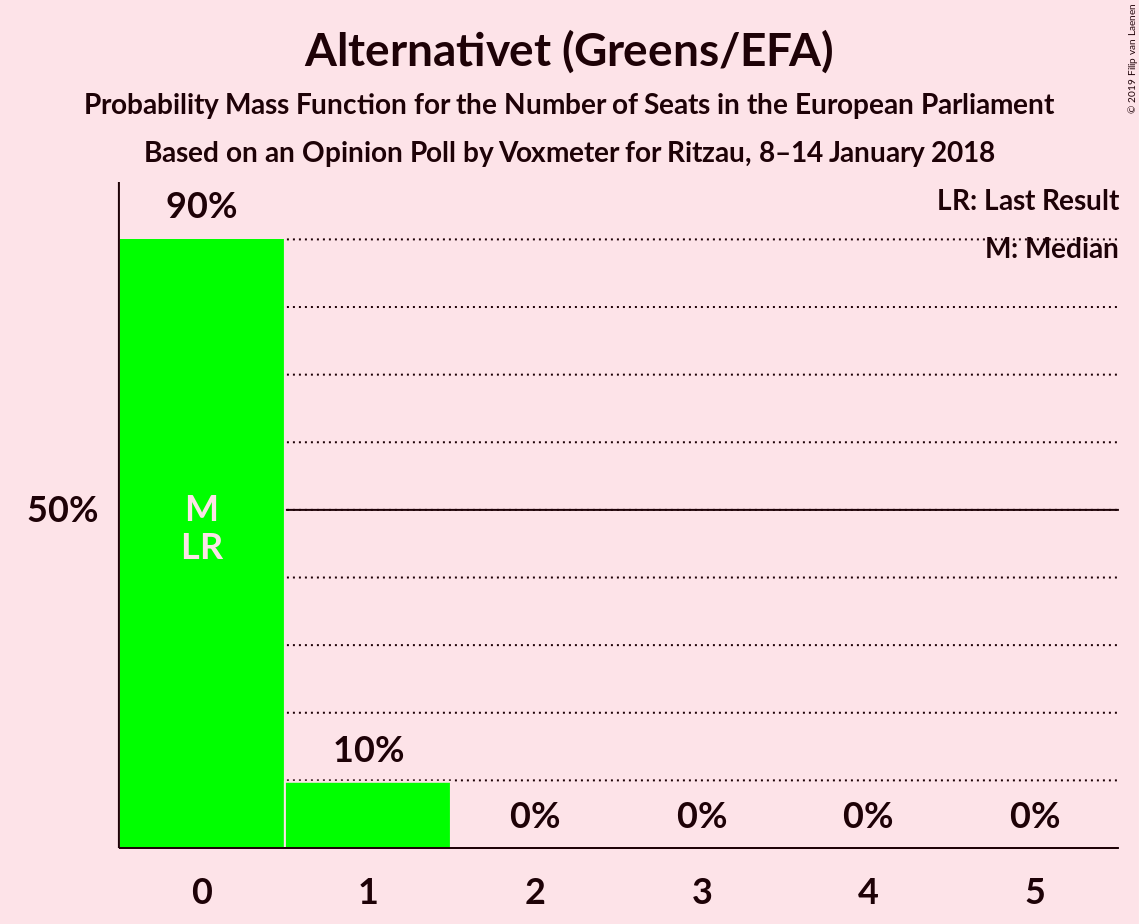 Alternativet (Greens/EFA)
Probability Mass Function for the Number of Seats in the European Parliament
Based on an Opinion Poll by Voxmeter for Ritzau, 8–14 January 2018
© 2019 Filip van Laenen
LR: Last Result
M: Median
90%
50%
M
LR
10%
0%
0%
0%
0%
0
1
2
3
4
5